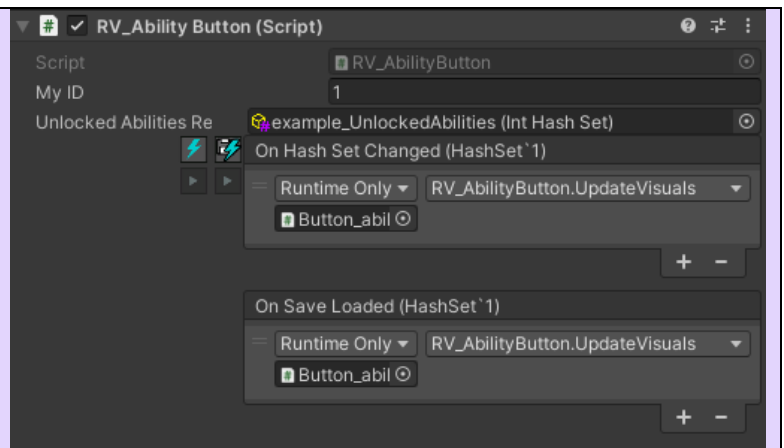 RV_Ability Button (Script)
Script RV_AbilityButton
My ID 1
Unlocked Abilities Re example_UnlockedAbilities (Int Hash Set)
On Hash Set Changed (HashSet`1)
Runtime Only RV_AbilityButton.UpdateVisuals
Button_abil
+ −
On Save Loaded (HashSet`1)
Runtime Only RV_AbilityButton.UpdateVisuals
Button_abil
+ −